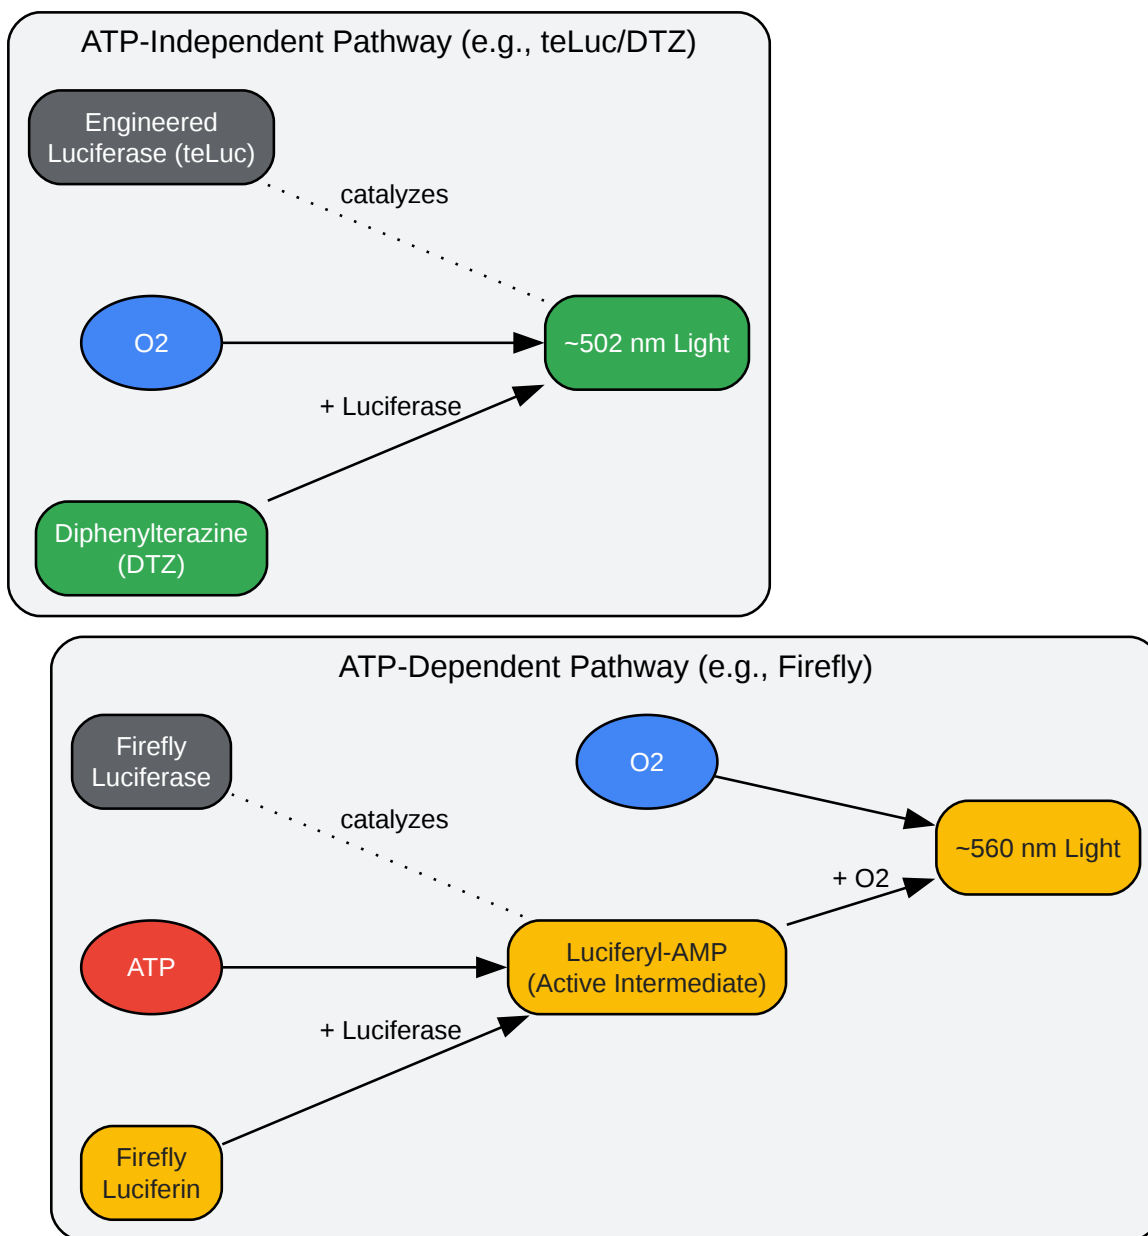 ATP-Independent Pathway (e.g., teLuc/DTZ)
Engineered
Luciferase (teLuc)
catalyzes
O2
~502 nm Light
+ Luciferase
Diphenylterazine
(DTZ)
ATP-Dependent Pathway (e.g., Firefly)
Firefly
Luciferase
O2
catalyzes
~560 nm Light
+ O2
ATP
Luciferyl-AMP
(Active Intermediate)
+ Luciferase
Firefly
Luciferin